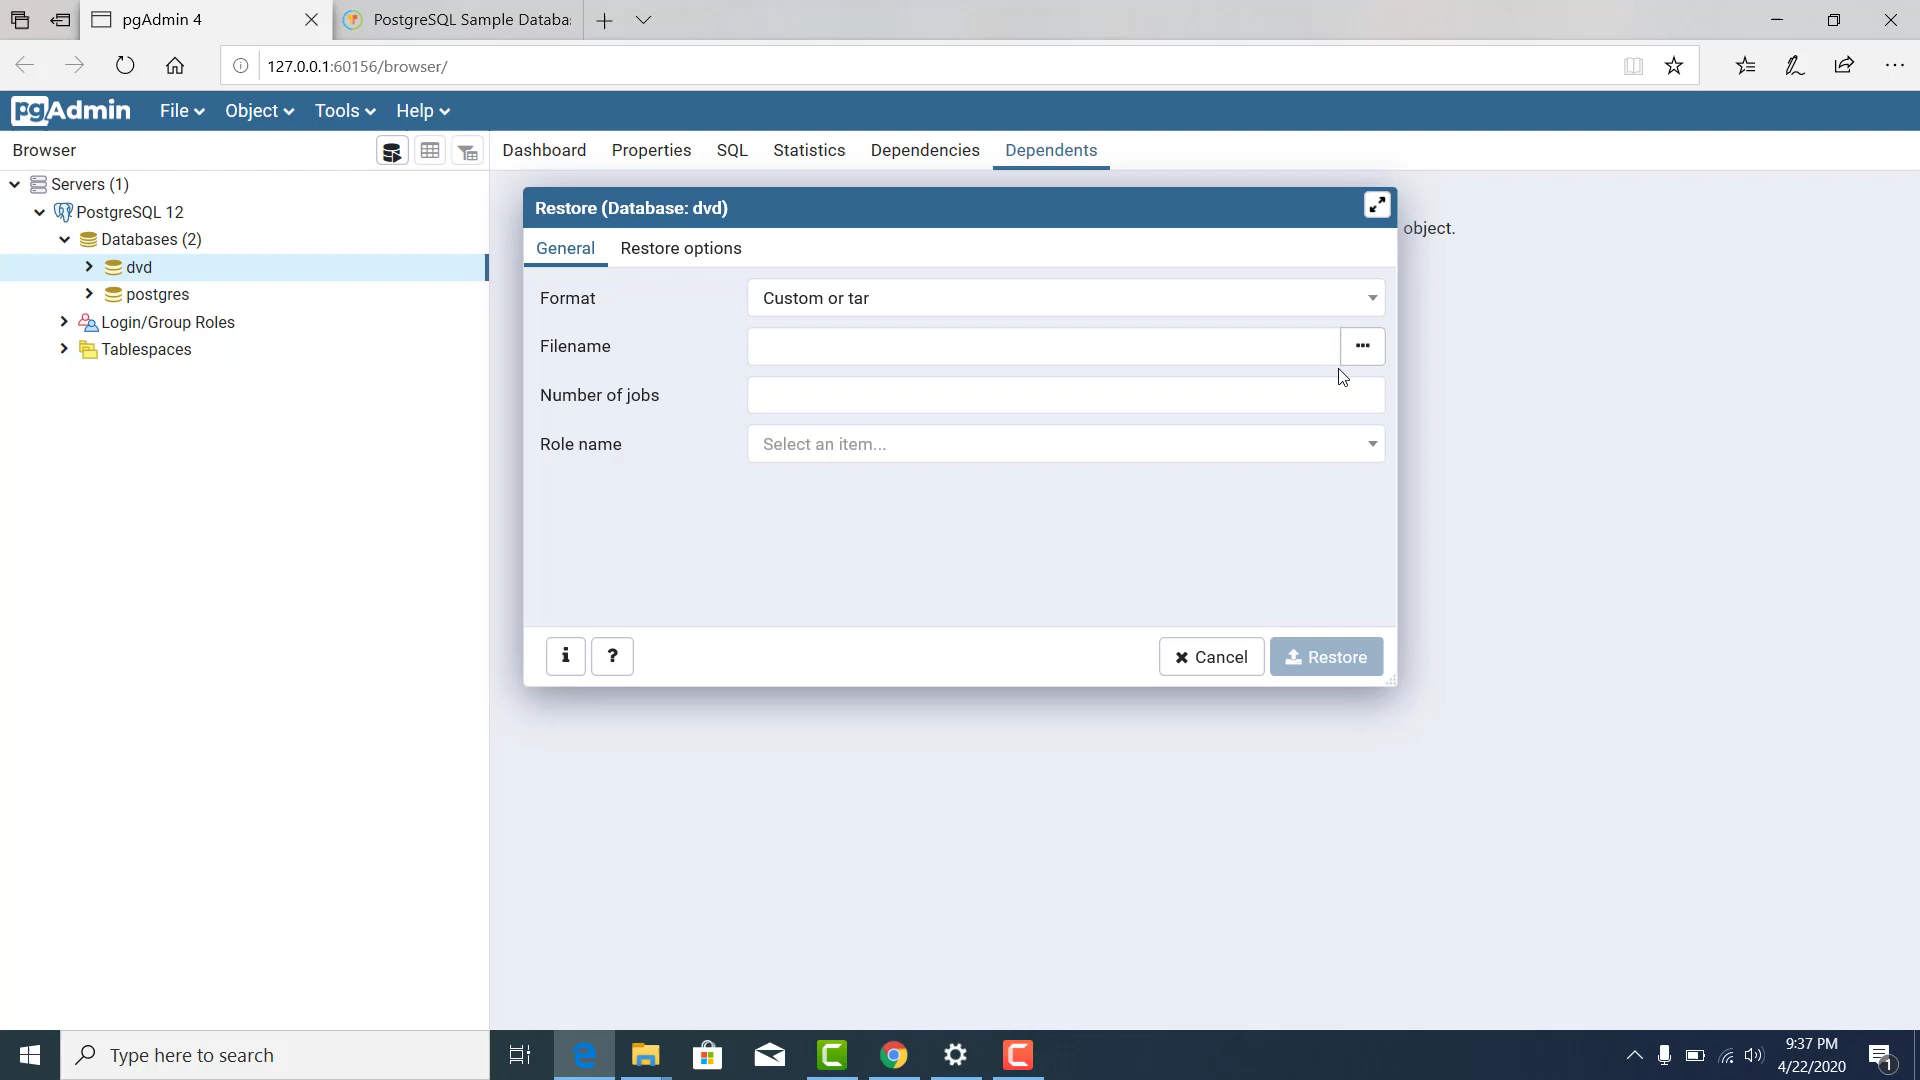 pgAdmin 4
PostgreSQL Sample Databa
127.0.0.1:60156/browser/
pgAdmin
File
Object
Tools
Help
Browser
Dashboard
Properties
SQL
Statistics
Dependencies
Dependents
Servers (1)
PostgreSQL 12
Databases (2)
dvd
postgres
Login/Group Roles
Tablespaces
Restore (Database: dvd)
object.
General
Restore options
Format
Custom or tar
Filename
Number of jobs
Role name
Select an item...
i
?
Cancel
Restore
Type here to search
9:37 PM
4/22/2020
1